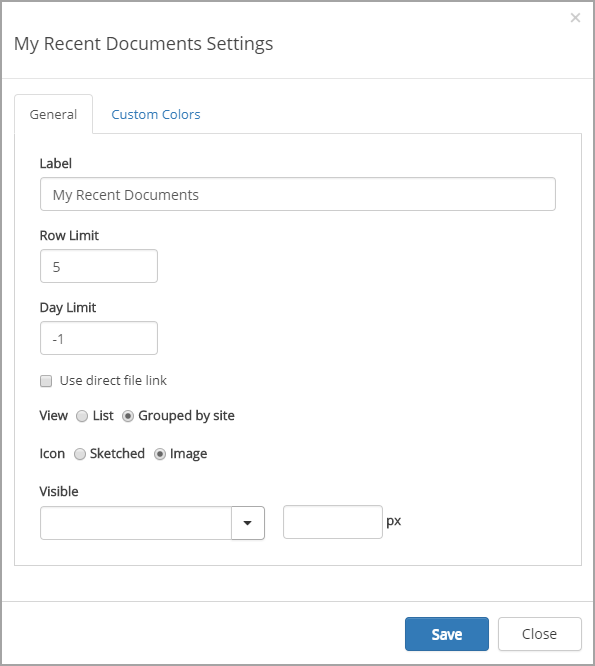 ×
My Recent Documents Settings
General Custom Colors
Label
My Recent Documents
Row Limit
5
Day Limit
-1
Use direct file link
View List Grouped by site
Icon Sketched Image
Visible
px
Save Close